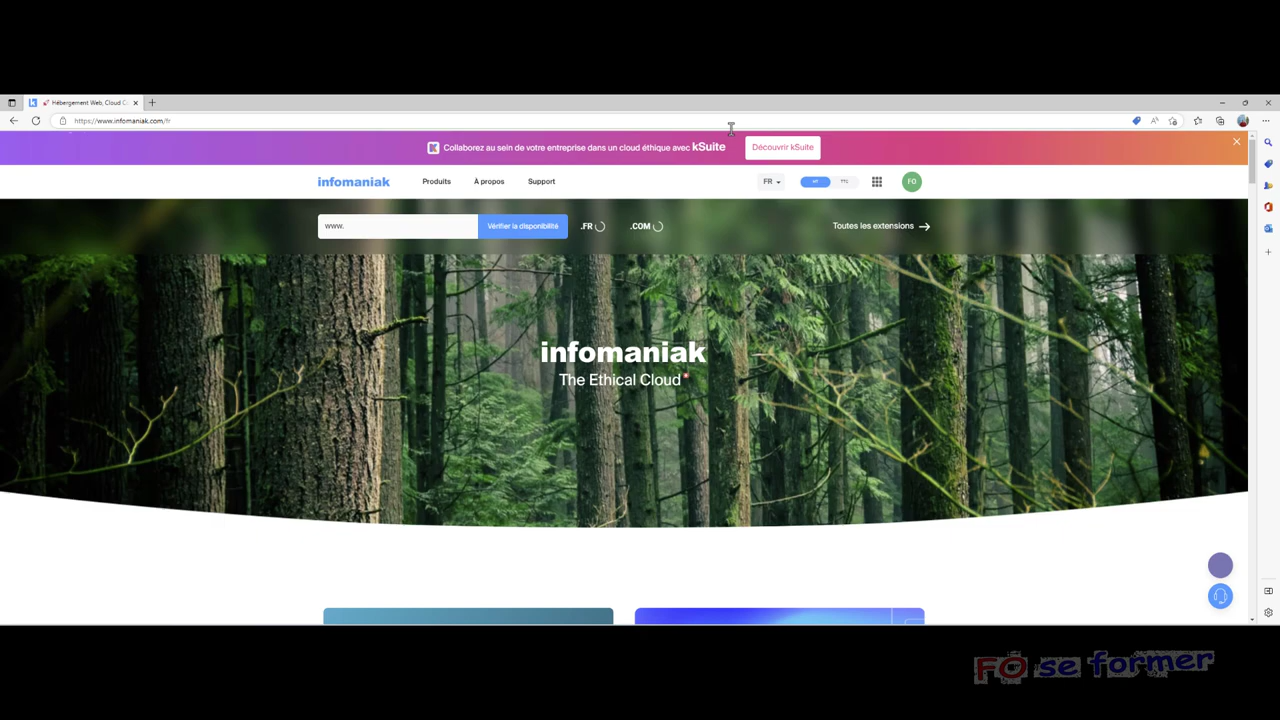 🚀 Hébergement Web, Cloud C
https://www.infomaniak.com/fr
Collaborez au sein de votre entreprise dans un cloud éthique avec kSuite
Découvrir kSuite
infomaniak
Produits
À propos
Support
FR
HT
TTC
FO
www.
Vérifier la disponibilité
.FR
.COM
Toutes les extensions →
infomaniak
The Ethical Cloud
FO se former